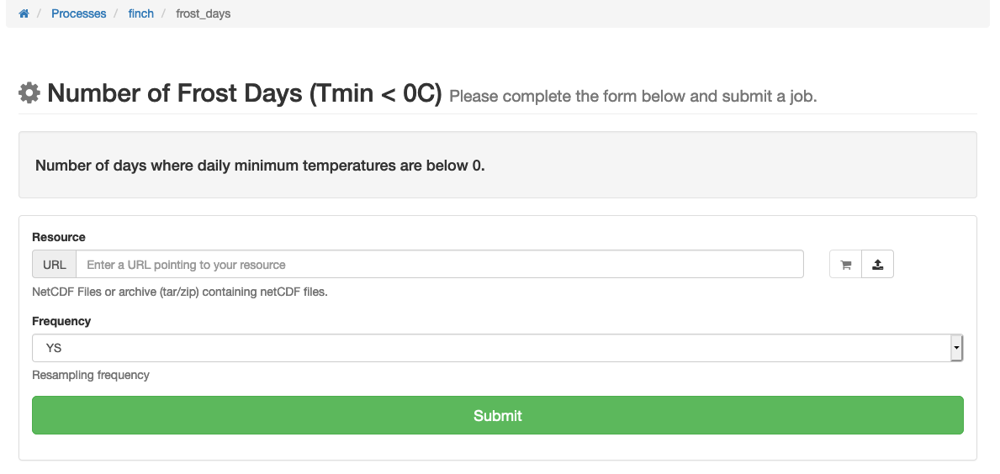 / Processes / finch / frost_days
Number of Frost Days (Tmin < 0C) Please complete the form below and submit a job.
Number of days where daily minimum temperatures are below 0.
Resource
URL Enter a URL pointing to your resource
NetCDF Files or archive (tar/zip) containing netCDF files.
Frequency
YS
Resampling frequency
Submit